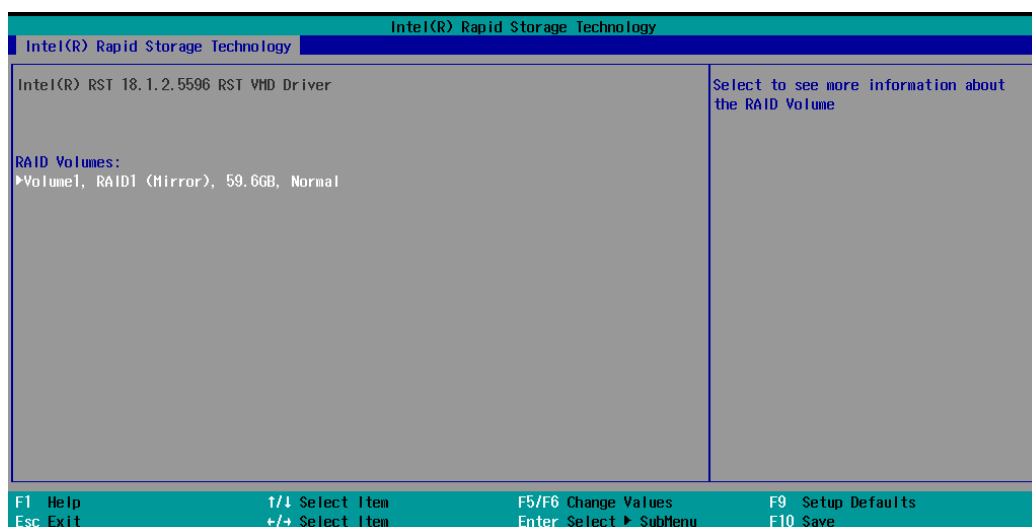 Intel(R) Rapid Storage Technology
Intel(R) Rapid Storage Technology
Intel(R) RST 18.1.2.5596 RST VMD Driver
RAID Volumes:
▶Volume1, RAID1 (Mirror), 59.6GB, Normal
Select to see more information about
the RAID Volume
F1 Help ↑/↓ Select Item F5/F6 Change Values F9 Setup Defaults
Esc Exit ←/→ Select Item Enter Select ▶ SubMenu F10 Save